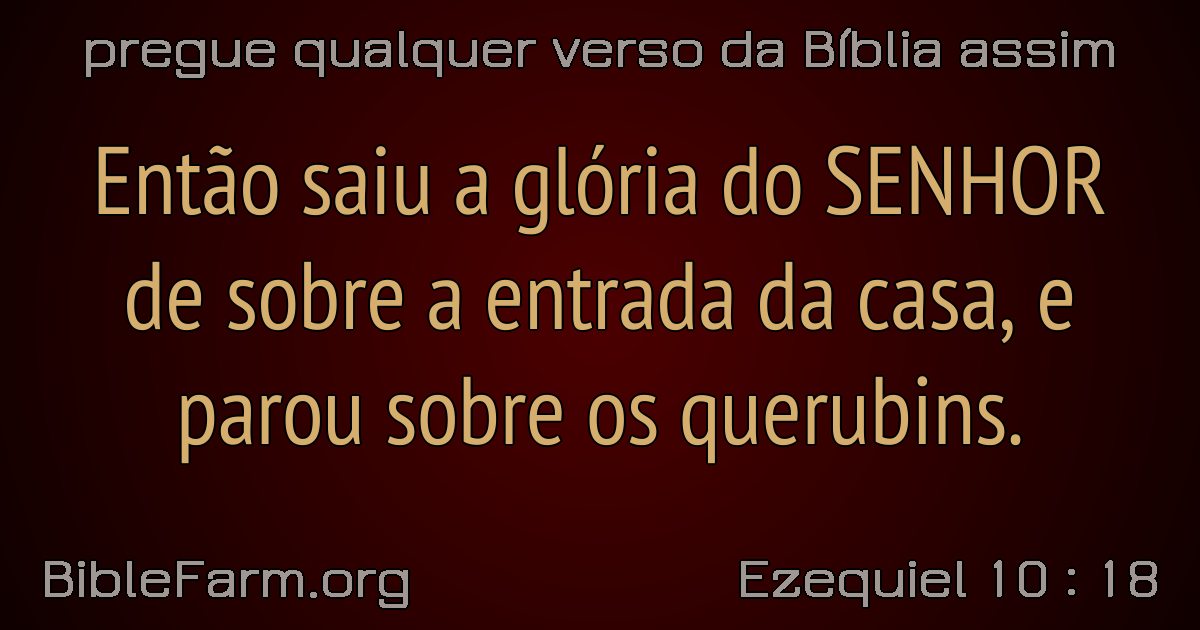 pregue qualquer verso da Bíblia assim
Então saiu a glória do SENHOR
de sobre a entrada da casa, e
parou sobre os querubins.
BibleFarm.org
Ezequiel 10 : 18